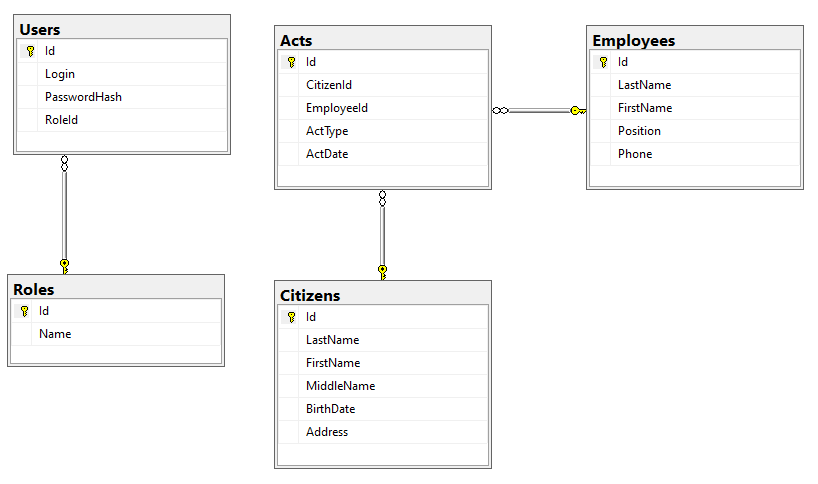 Users
Id
Login
PasswordHash
RoleId
Acts
Id
CitizenId
EmployeeId
ActType
ActDate
Employees
Id
LastName
FirstName
Position
Phone
Roles
Id
Name
Citizens
Id
LastName
FirstName
MiddleName
BirthDate
Address